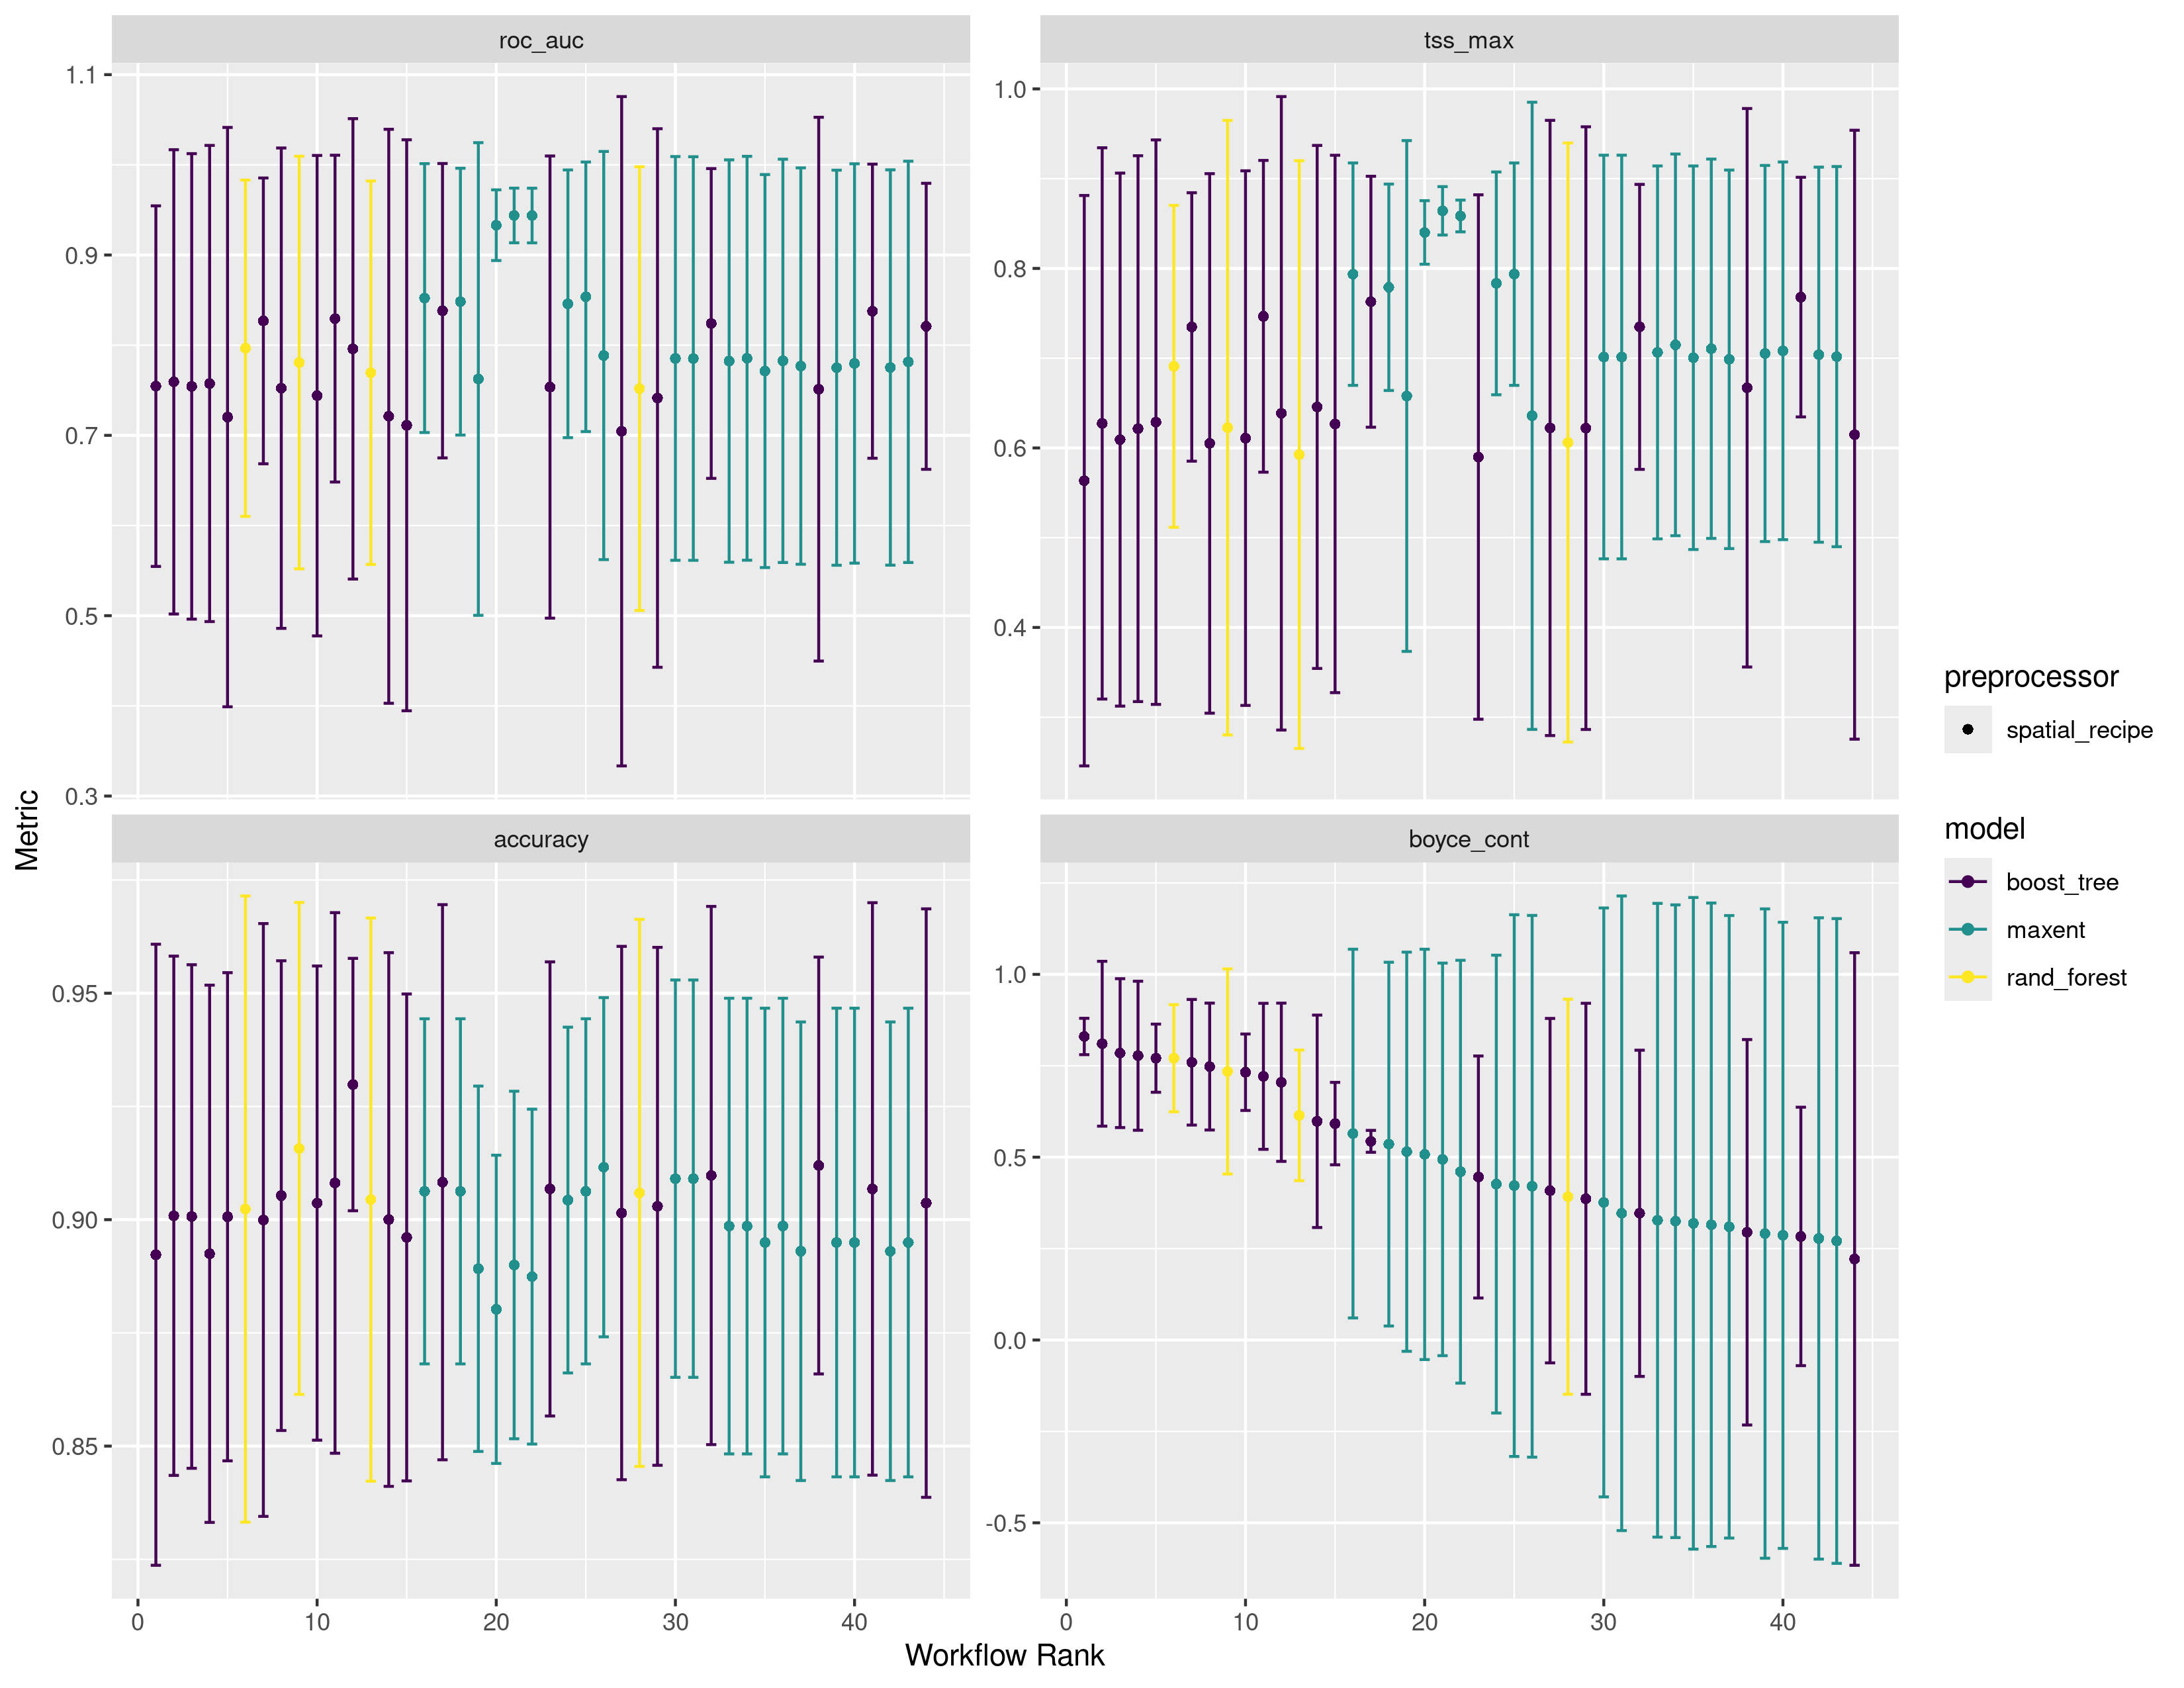 roc_auc
tss_max
1.1
0.9
0.7
0.5
0.3
1.0
0.8
0.6
0.4
accuracy
boyce_cont
0.95
0.90
0.85
1.0
0.5
0.0
-0.5
0 10 20 30 40
0 10 20 30 40
Metric
Workflow Rank
preprocessor
spatial_recipe
model
boost_tree
maxent
rand_forest